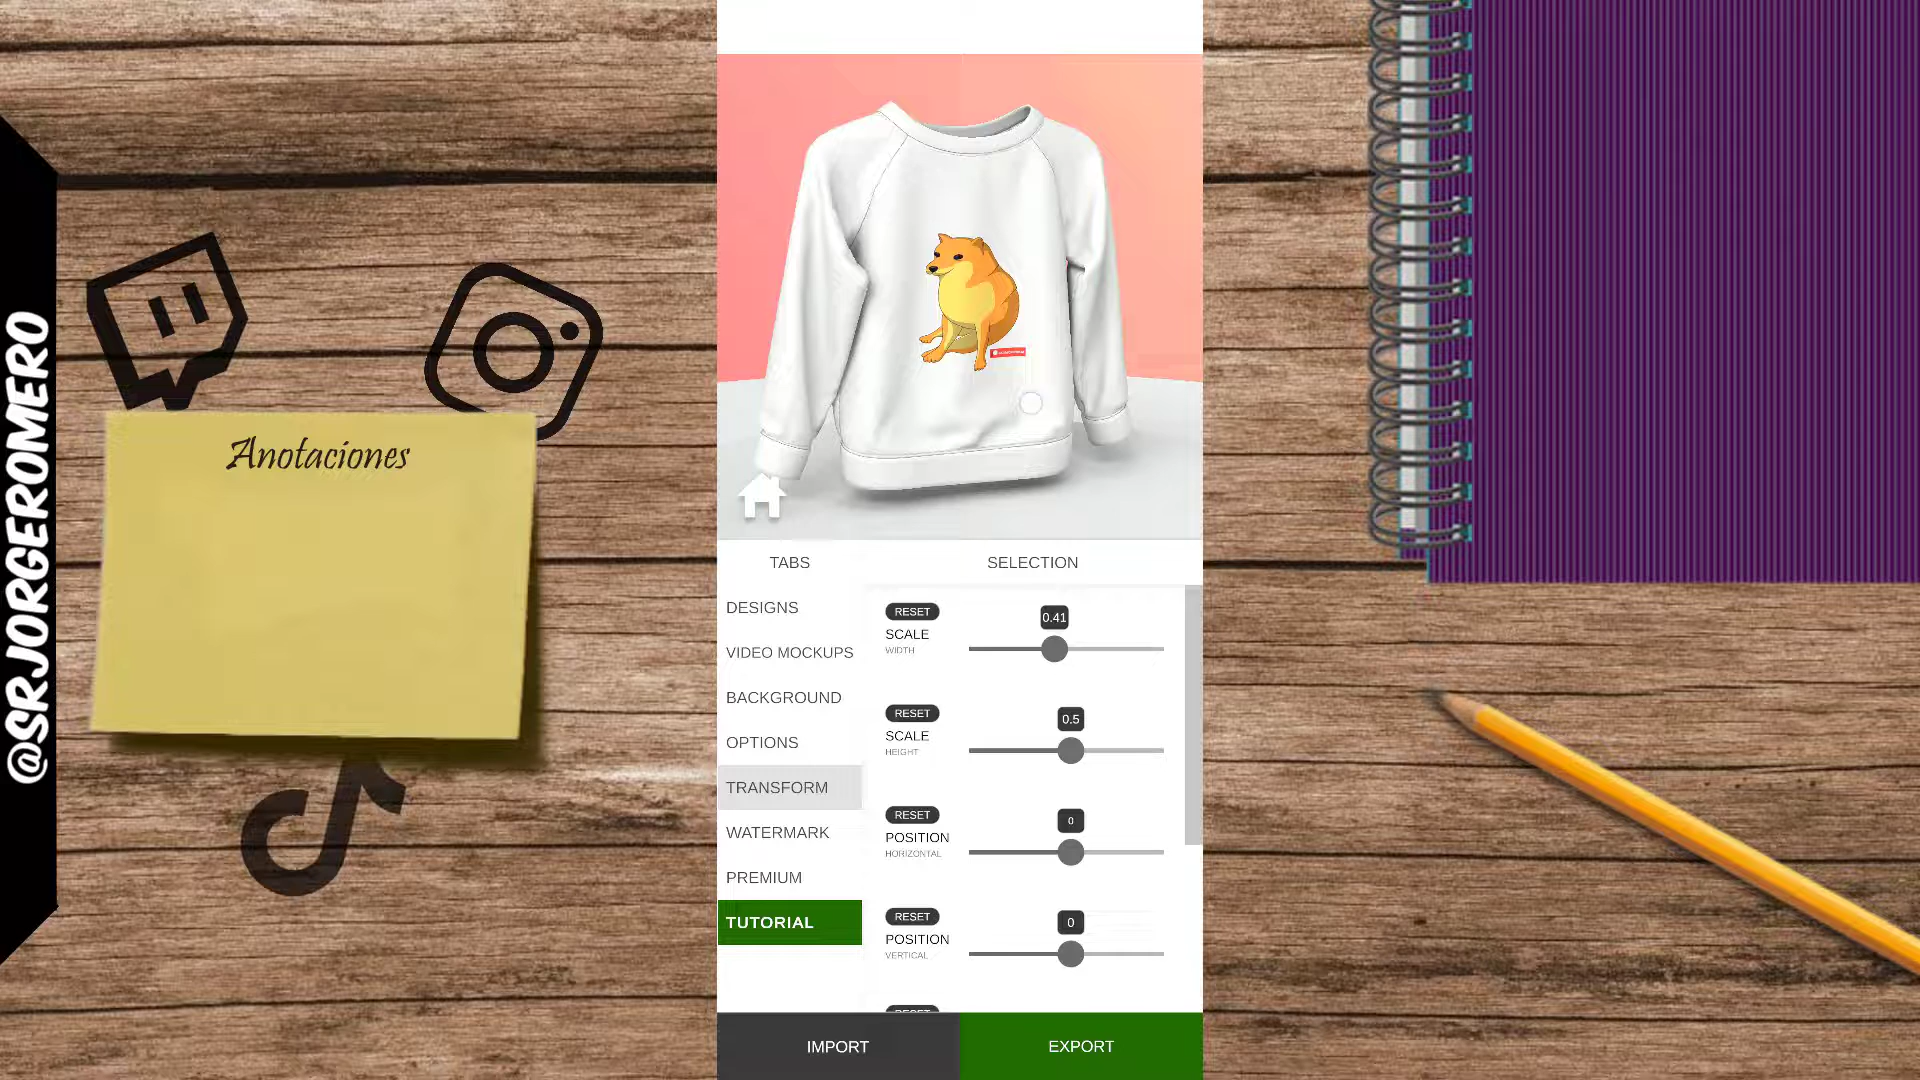 @SRJORGEROMERO
Anotaciones
TABS
SELECTION
DESIGNS
VIDEO MOCKUPS
BACKGROUND
OPTIONS
TRANSFORM
WATERMARK
PREMIUM
TUTORIAL
RESET
0.41
SCALE
WIDTH
RESET
0.5
SCALE
HEIGHT
RESET
0
POSITION
HORIZONTAL
RESET
0
POSITION
VERTICAL
RESET
IMPORT
EXPORT